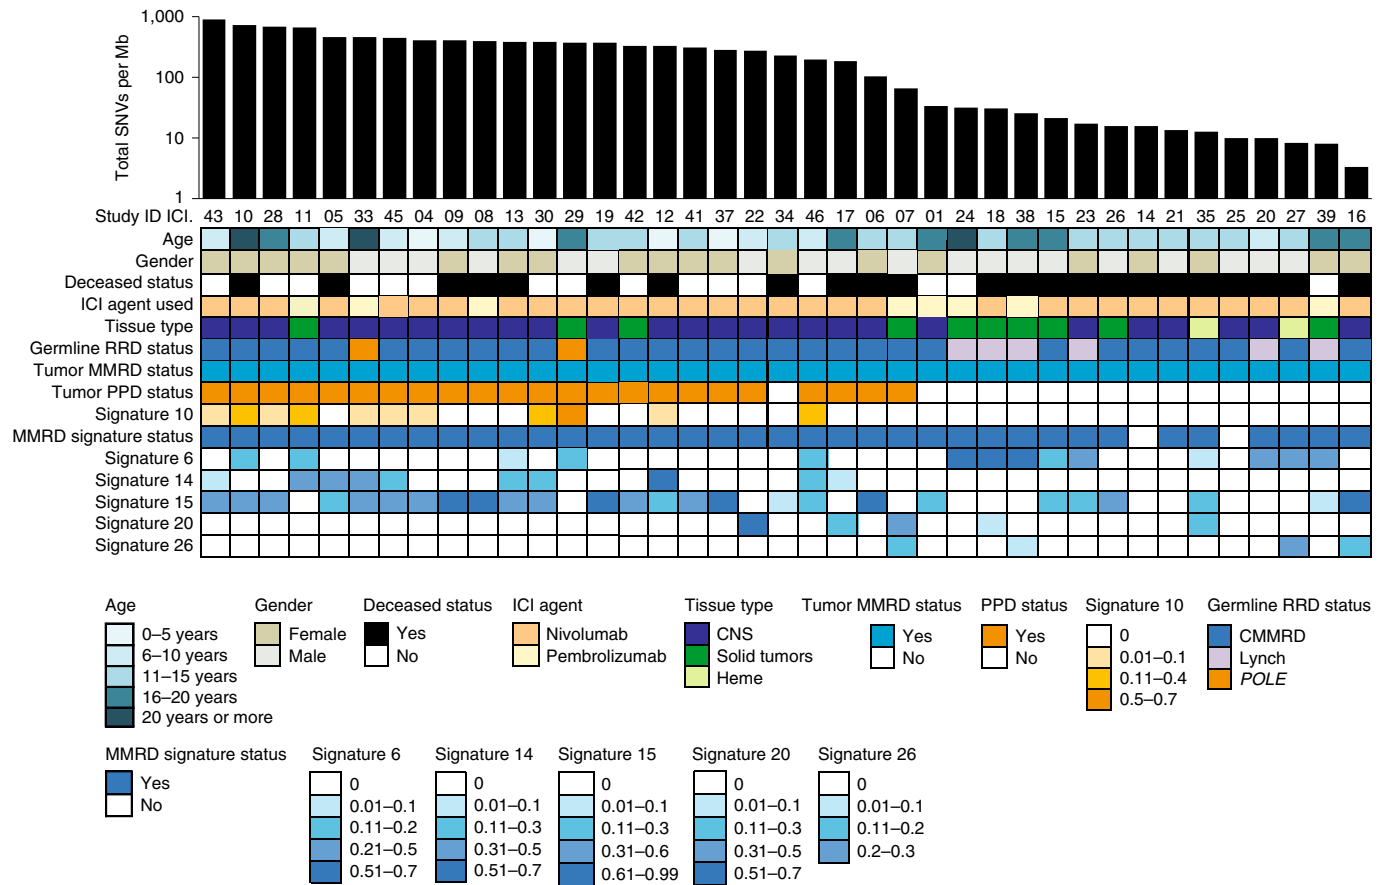 Total SNVs per Mb
1,000
100
10
1
Study ID ICI. 43 10 28 11 05 33 45 04 09 08 13 30 29 19 42 12 41 37 22 34 46 17 06 07 01 24 18 38 15 23 26 14 21 35 25 20 27 39 16
Age
Gender
Deceased status
ICI agent used
Tissue type
Germline RRD status
Tumor MMRD status
Tumor PPD status
Signature 10
MMRD signature status
Signature 6
Signature 14
Signature 15
Signature 20
Signature 26
Age
0–5 years
6–10 years
11–15 years
16–20 years
20 years or more
Gender
Female
Male
Deceased status
Yes
No
ICI agent
Nivolumab
Pembrolizumab
Tissue type
CNS
Solid tumors
Heme
Tumor MMRD status
Yes
No
PPD status
Yes
No
Signature 10
0
0.01–0.1
0.11–0.4
0.5–0.7
Germline RRD status
CMMRD
Lynch
POLE
MMRD signature status
Yes
No
Signature 6
0
0.01–0.1
0.11–0.2
0.21–0.5
0.51–0.7
Signature 14
0
0.01–0.1
0.11–0.3
0.31–0.5
0.51–0.7
Signature 15
0
0.01–0.1
0.11–0.3
0.31–0.6
0.61–0.99
Signature 20
0
0.01–0.1
0.11–0.3
0.31–0.5
0.51–0.7
Signature 26
0
0.01–0.1
0.11–0.2
0.2–0.3